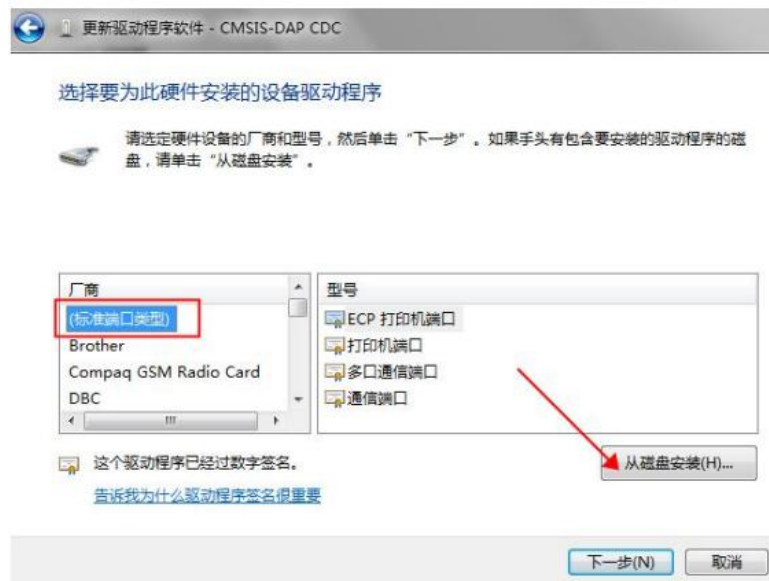 更新驱动程序软件 - CMSIS-DAP CDC
选择要为此硬件安装的设备驱动程序
请选定硬件设备的厂商和型号，然后单击“下一步”。如果手头有包含要安装的驱动程序的磁
盘，请单击“从磁盘安装”。
厂商
(标准端口类型)
Brother
Compaq GSM Radio Card
DBC
型号
ECP 打印机端口
打印机端口
多口通信端口
通信端口
这个驱动程序已经过数字签名。
告诉我为什么驱动程序签名很重要
从磁盘安装(H)...
下一步(N)
取消